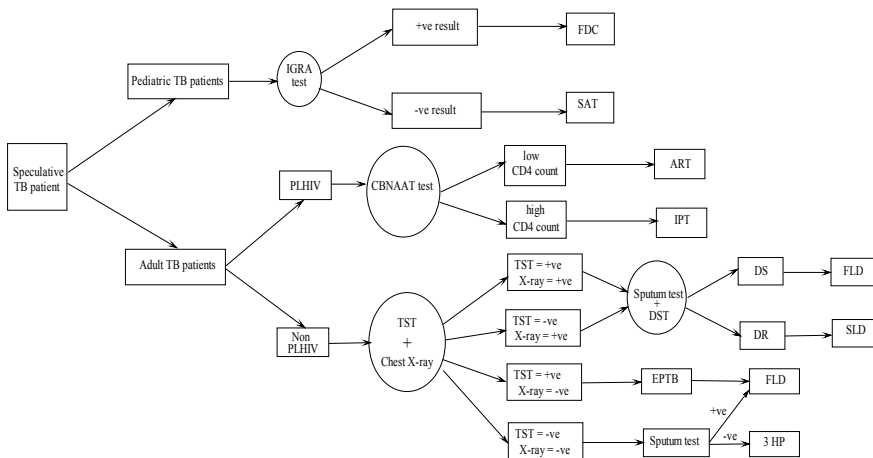 +ve result
FDC
IGRA
test
Pediatric TB patients
-ve result
SAT
Speculative
TB patient
low
CD4 count
ART
PLHIV
CBNAAT test
high
CD4 count
IPT
Adult TB patients
TST = +ve
X-ray = +ve
DS
FLD
Sputum test
+
DST
TST = -ve
X-ray = +ve
DR
SLD
Non
PLHIV
TST
+
Chest X-ray
TST = +ve
X-ray = -ve
EPTB
FLD
+ve
TST = -ve
X-ray = -ve
Sputum test
-ve
3 HP